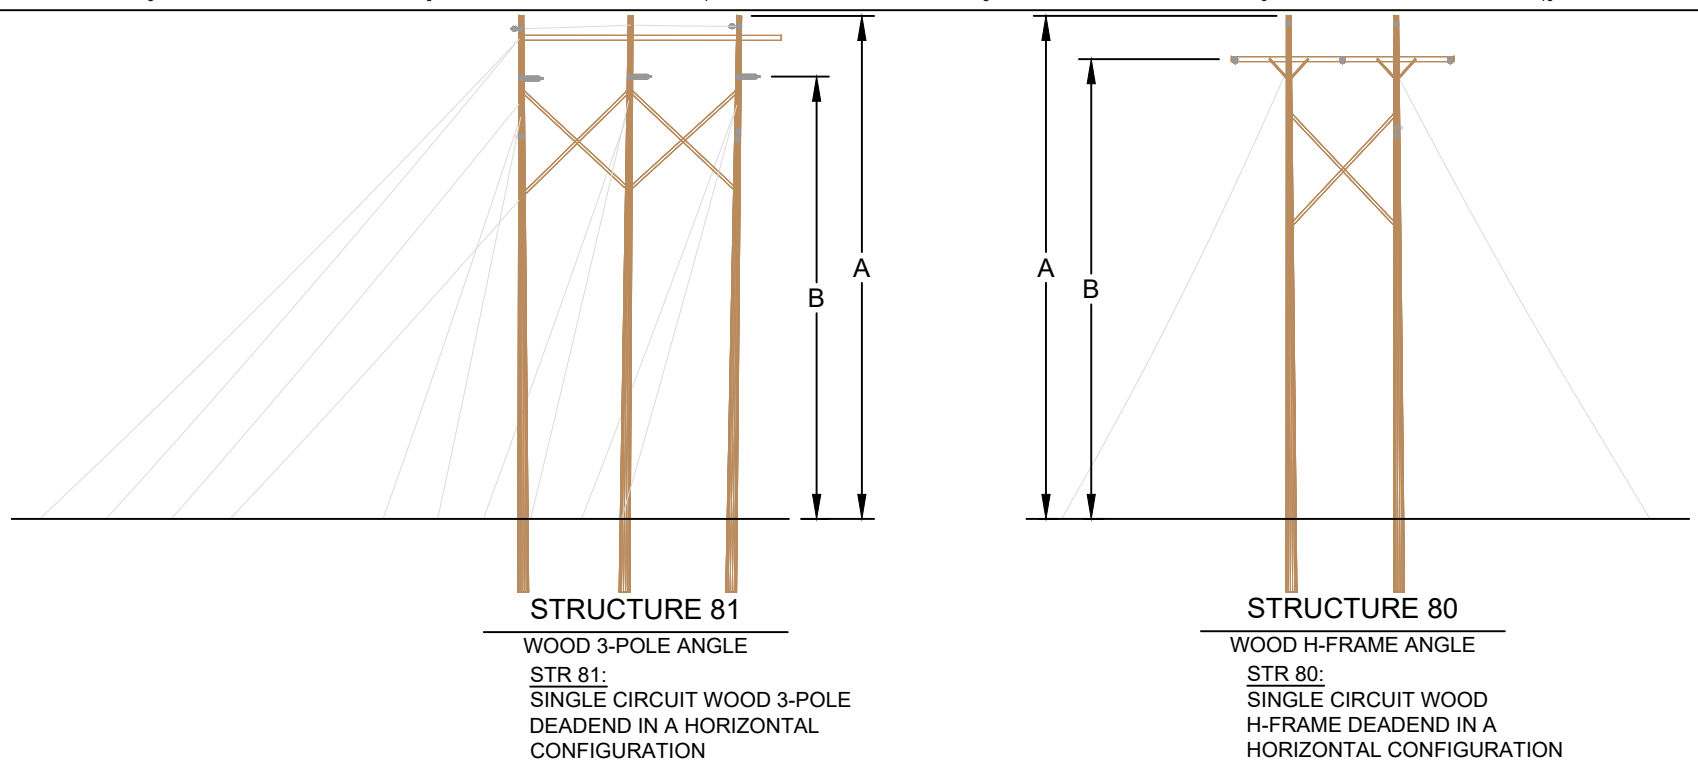 A
B
A
B
STRUCTURE 81
WOOD 3-POLE ANGLE
STR 81:
SINGLE CIRCUIT WOOD 3-POLE
DEADEND IN A HORIZONTAL
CONFIGURATION
STRUCTURE 80
WOOD H-FRAME ANGLE
STR 80:
SINGLE CIRCUIT WOOD
H-FRAME DEADEND IN A
HORIZONTAL CONFIGURATION